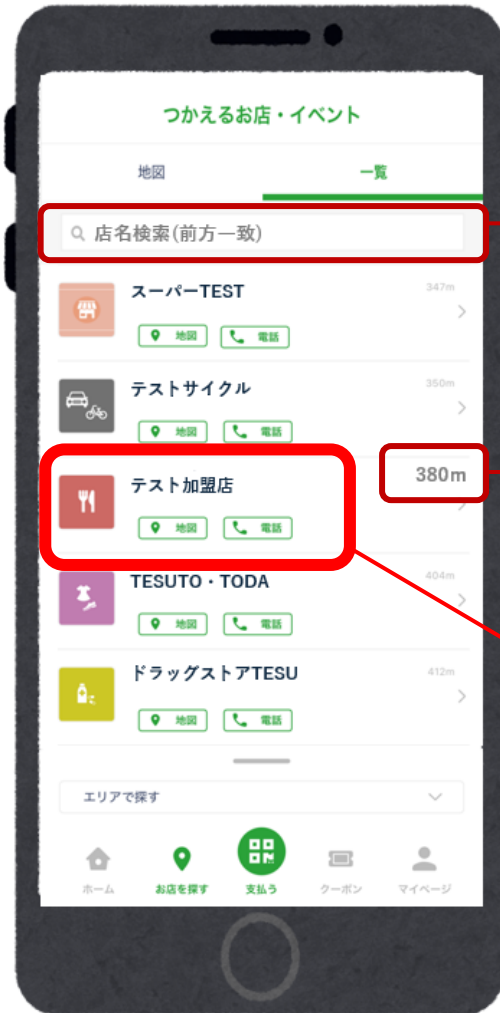 つかえるお店・イベント
地図 一覧
店名検索(前方一致)
スーパーTEST 347m
地図 電話
テストサイクル 350m
地図 電話
テスト加盟店 380m
地図 電話
TESUTO・TODA 404m
地図 電話
ドラッグストアTESU 412m
地図 電話
エリアで探す
ホーム お店を探す 支払う クーポン マイページ